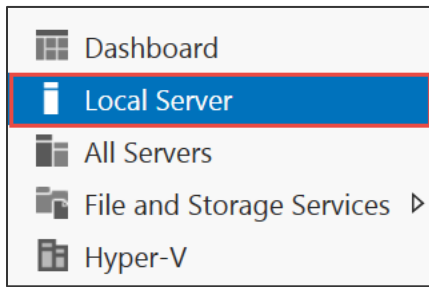 Dashboard
Local Server
All Servers
File and Storage Services
Hyper-V